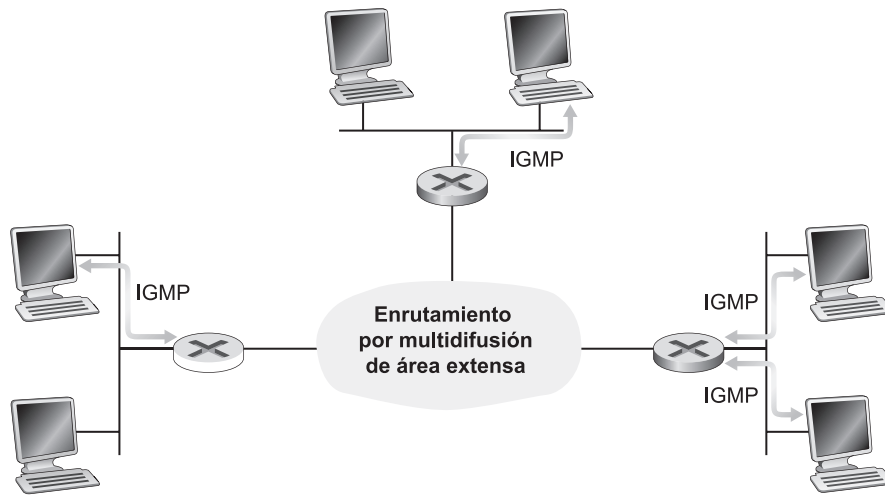 IGMP
IGMP
Enrutamiento
por multidifusión
de área extensa
IGMP
IGMP